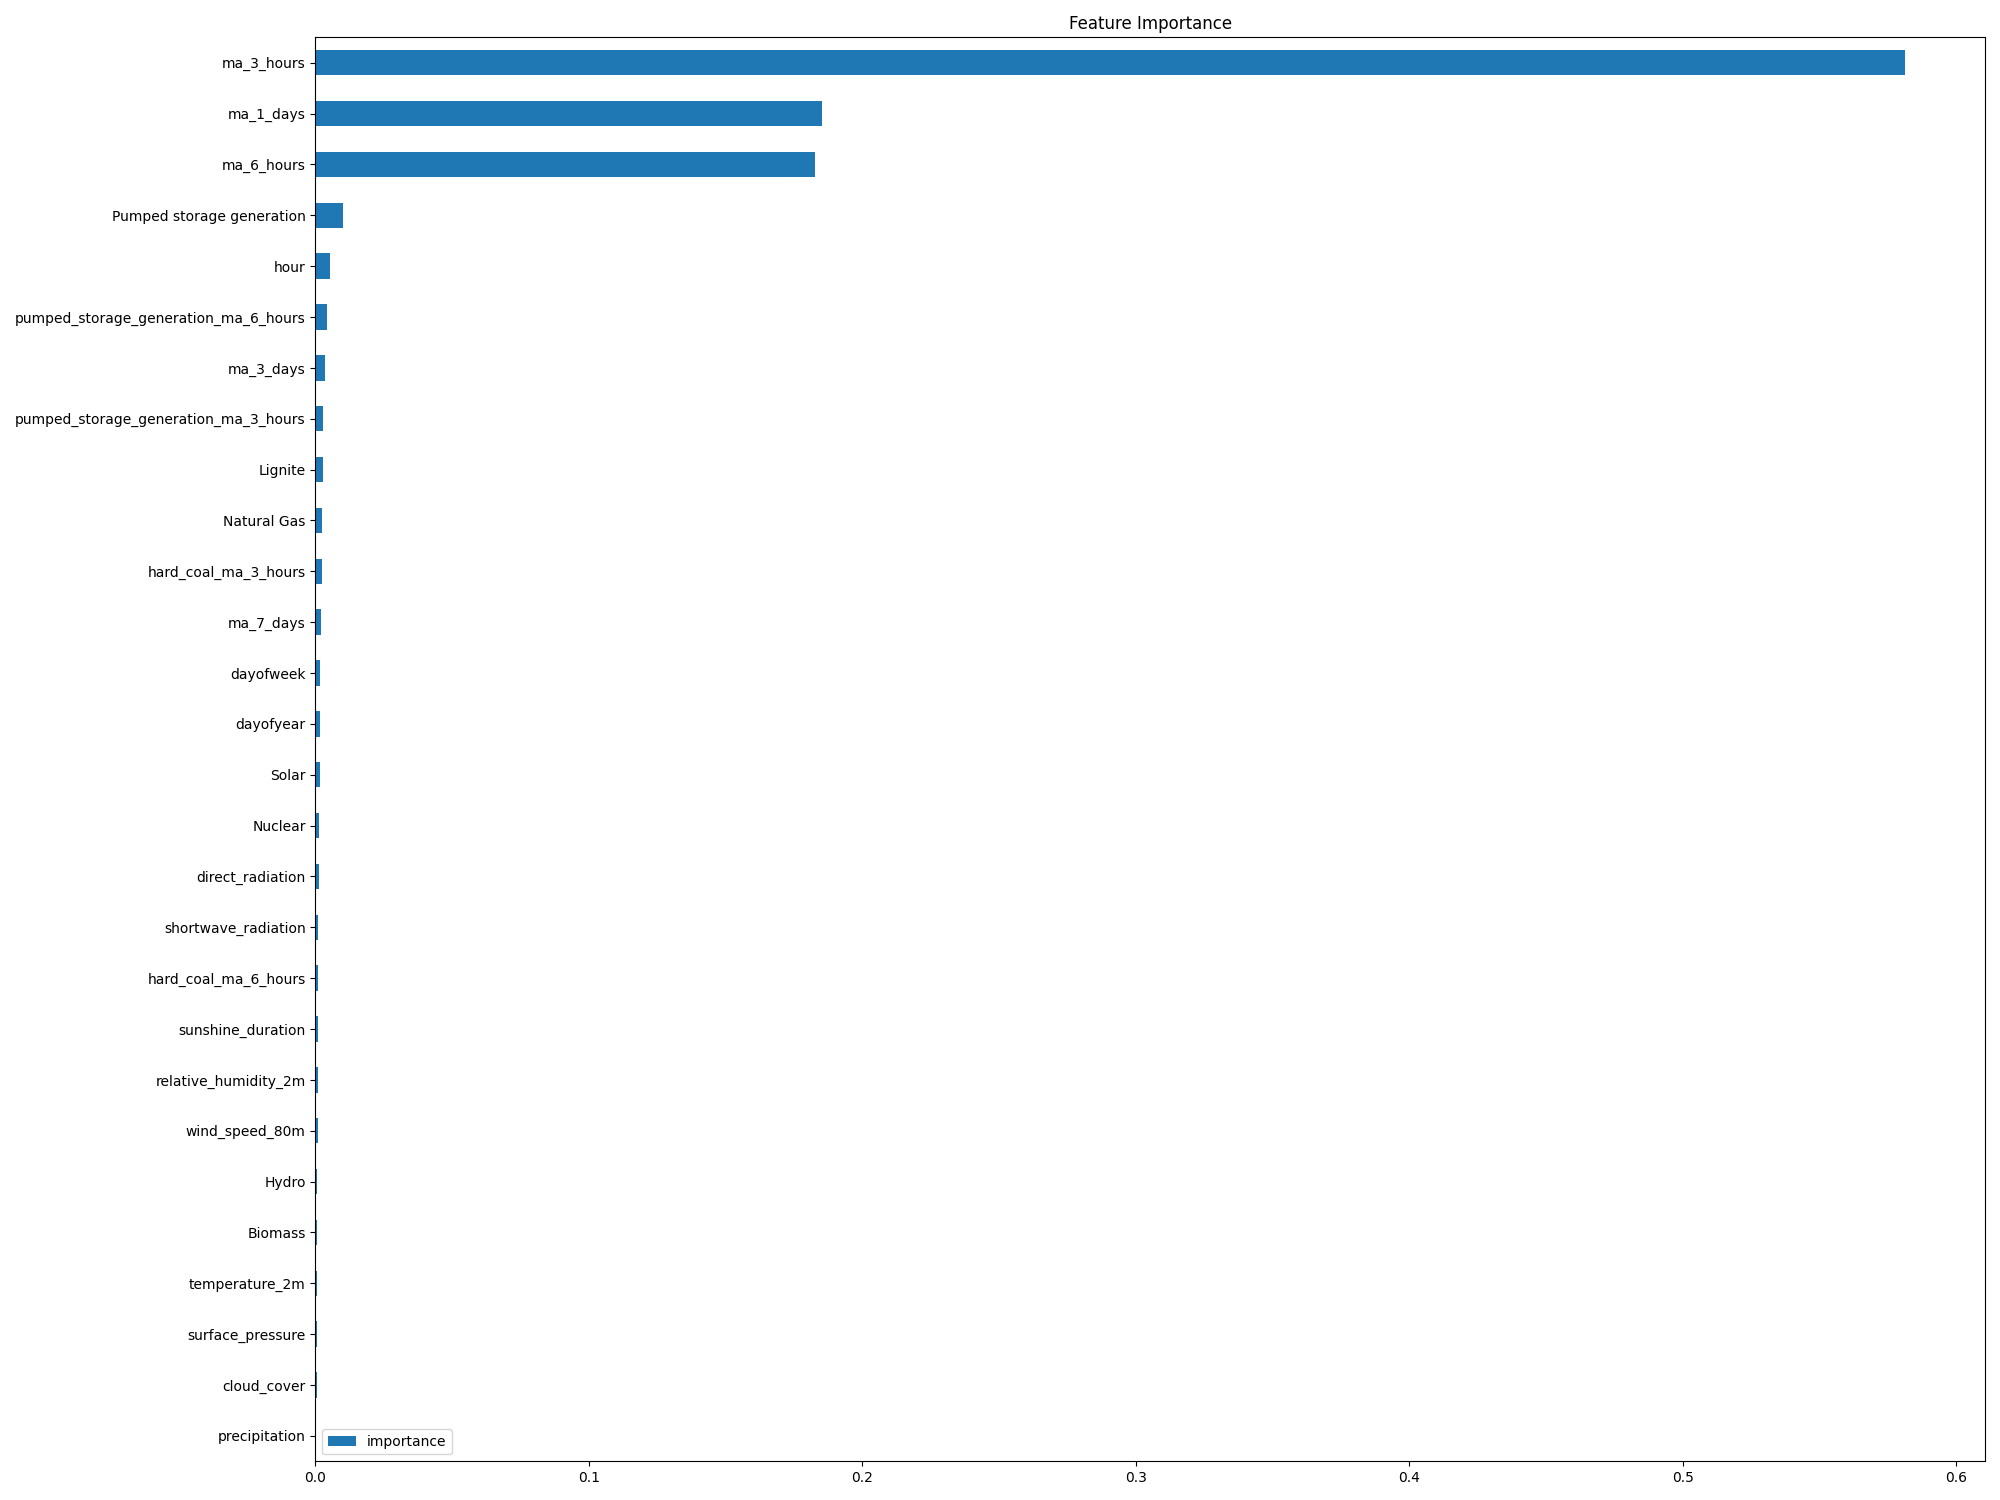 Feature Importance
ma_3_hours
ma_1_days
ma_6_hours
Pumped storage generation
hour
pumped_storage_generation_ma_6_hours
ma_3_days
pumped_storage_generation_ma_3_hours
Lignite
Natural Gas
hard_coal_ma_3_hours
ma_7_days
dayofweek
dayofyear
Solar
Nuclear
direct_radiation
shortwave_radiation
hard_coal_ma_6_hours
sunshine_duration
relative_humidity_2m
wind_speed_80m
Hydro
Biomass
temperature_2m
surface_pressure
cloud_cover
precipitation
importance
0.0 0.1 0.2 0.3 0.4 0.5 0.6